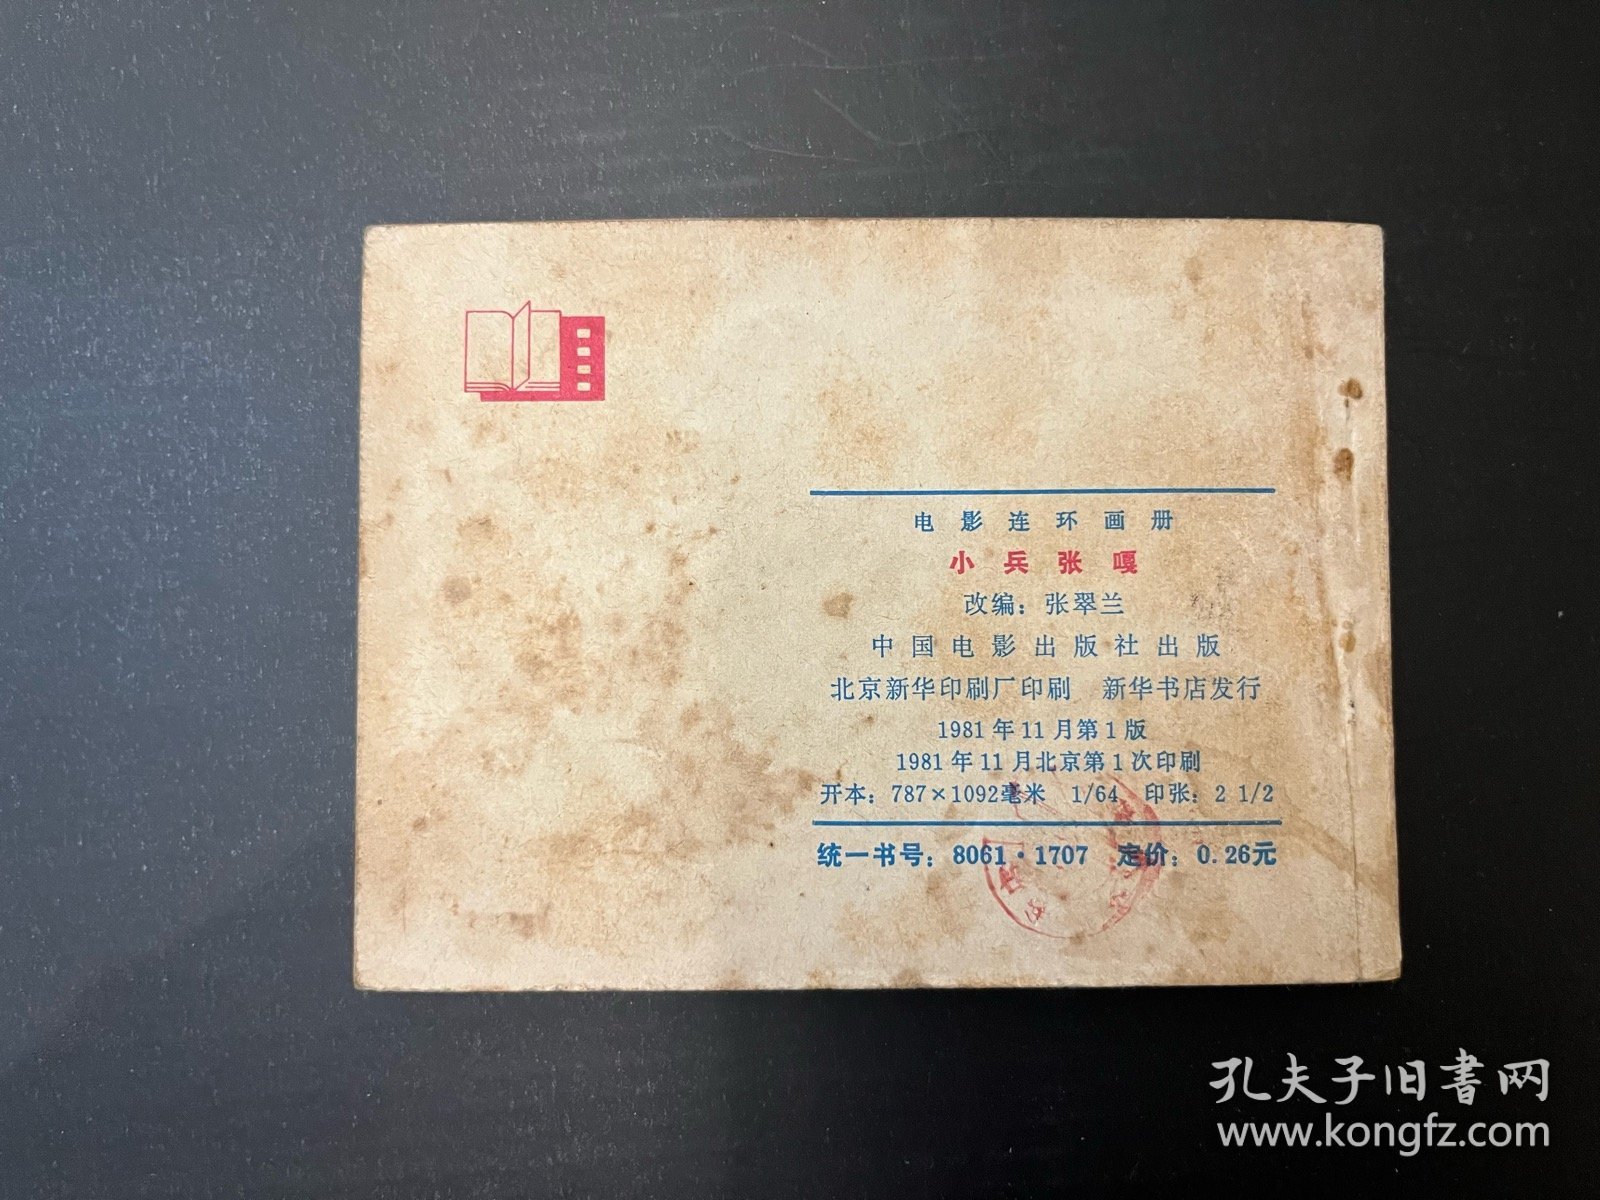 电影连环画册
小兵张嘎
改编：张翠兰
中国电影出版社出版
北京新华印刷厂印刷 新华书店发行
1981年11月第1版
1981年11月北京第1次印刷
开本：787×1092毫米 1/64 印张：2 1/2
统一书号：8061·1707 定价：0.26元
孔夫子旧书网
www.kongfz.com